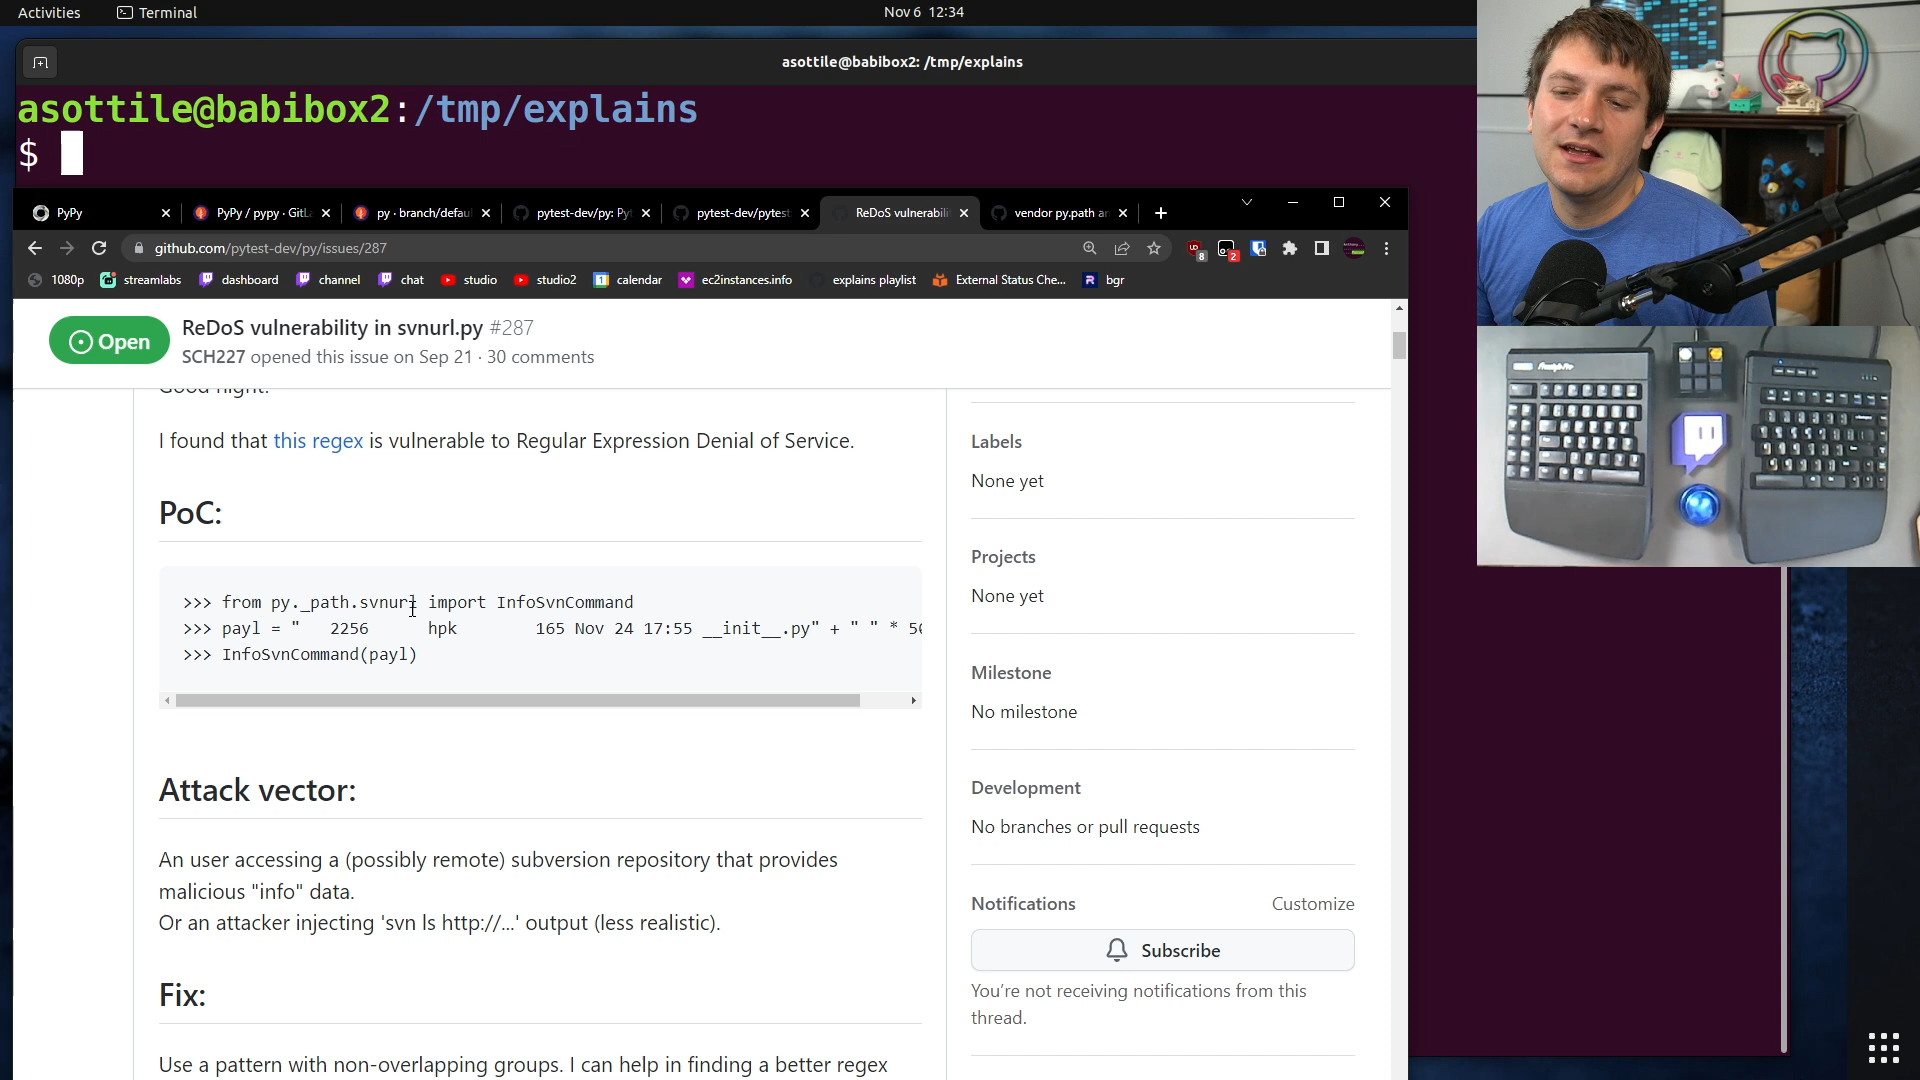 Activities
Terminal
Nov 6 12:34
asottile@babibox2: /tmp/explains
asottile@babibox2:/tmp/explains
$
PyPy
PyPy / pypy · GitLa
py · branch/defau
pytest-dev/py: Py
pytest-dev/pytes
ReDoS vulnerabili
vendor py.path an
github.com/pytest-dev/py/issues/287
8
2
1080p
streamlabs
dashboard
channel
chat
studio
studio2
calendar
ec2instances.info
explains playlist
External Status Che...
bgr
Open
ReDoS vulnerability in svnurl.py #287
SCH227 opened this issue on Sep 21 · 30 comments
Good night.
I found that this regex is vulnerable to Regular Expression Denial of Service.
PoC:
>>> from py._path.svnurl import InfoSvnCommand
>>> payl = "   2256      hpk        165 Nov 24 17:55 __init__.py" + " " * 50
>>> InfoSvnCommand(payl)
Attack vector:
An user accessing a (possibly remote) subversion repository that provides
malicious "info" data.
Or an attacker injecting 'svn ls http://...' output (less realistic).
Fix:
Use a pattern with non-overlapping groups. I can help in finding a better regex
Labels
None yet
Projects
None yet
Milestone
No milestone
Development
No branches or pull requests
Notifications
Customize
Subscribe
You're not receiving notifications from this
thread.